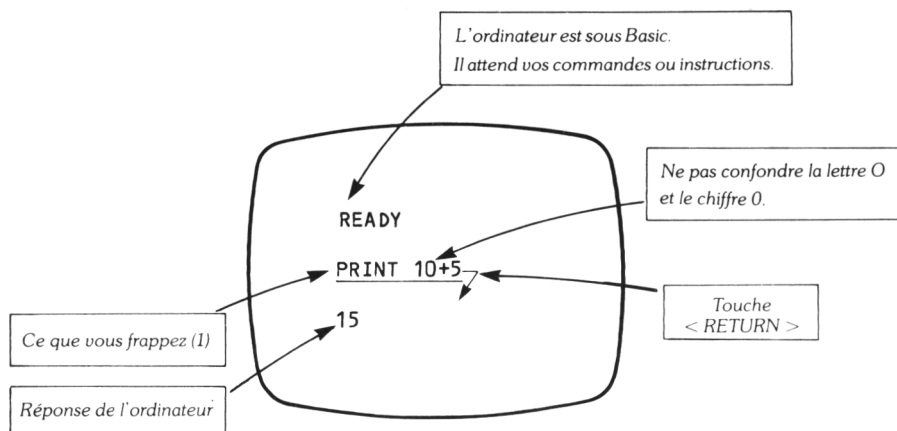 L'ordinateur est sous Basic.
Il attend vos commandes ou instructions.
Ne pas confondre la lettre O
et le chiffre 0.
READY
PRINT 10+5
Touche
< RETURN >
15
Ce que vous frappez (1)
Réponse de l'ordinateur